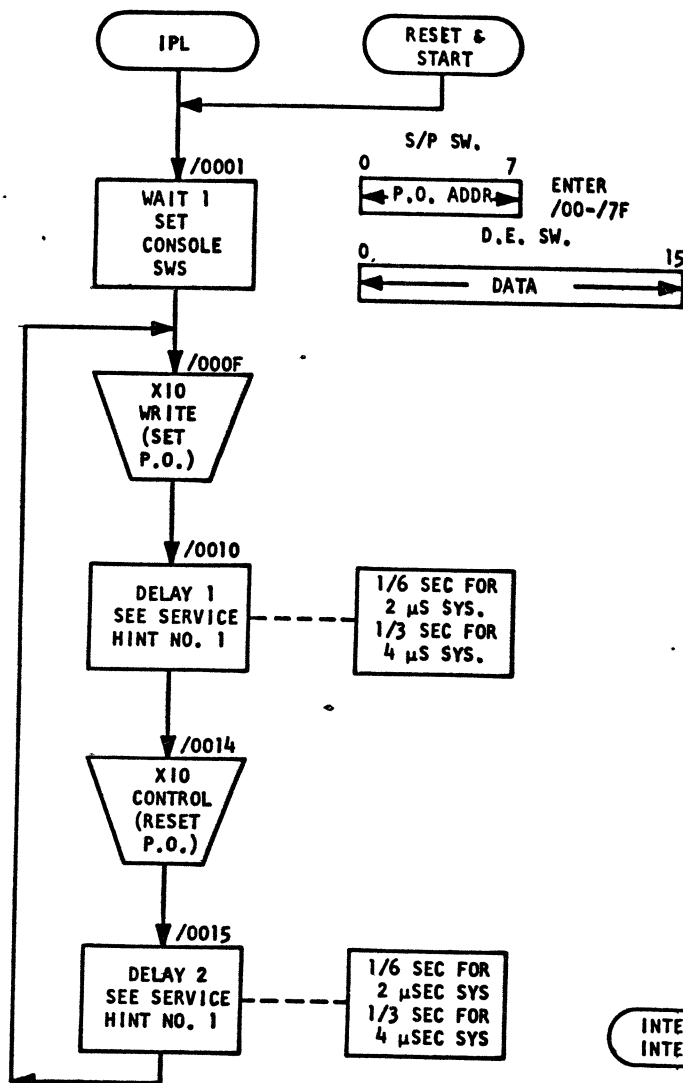 IPL
RESET &
START
/0001
WAIT 1
SET
CONSOLE
SWS
S/P SW.
0 7
P.O. ADDR
ENTER
/00-/7F
D.E. SW.
0 15
DATA
/000F
XIO
WRITE
(SET
P.O.)
/0010
DELAY 1
SEE SERVICE
HINT NO. 1
1/6 SEC FOR
2 µS SYS.
1/3 SEC FOR
4 µS SYS.
/0014
XIO
CONTROL
(RESET
P.O.)
/0015
DELAY 2
SEE SERVICE
HINT NO. 1
1/6 SEC FOR
2 µSEC SYS
1/3 SEC FOR
4 µSEC SYS
INTE
INTE